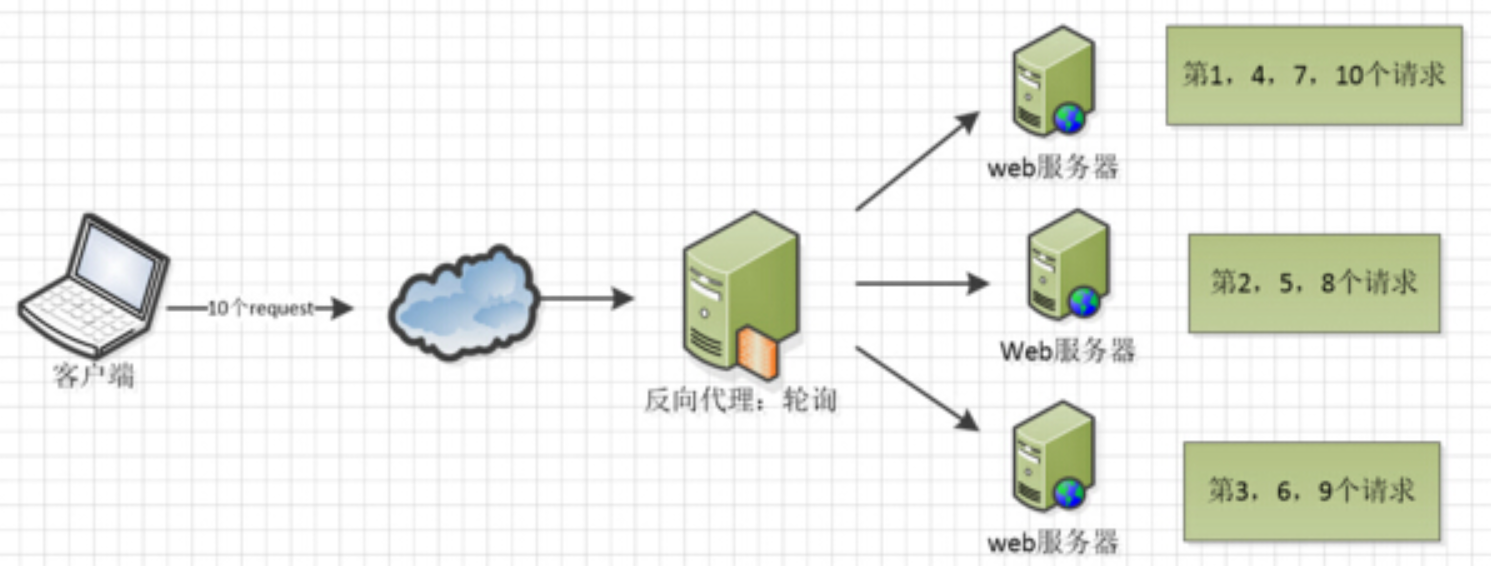 第1，4，7，10个请求
web服务器
10个request
客户端
反向代理：轮询
第2，5，8个请求
Web服务器
第3，6，9个请求
web服务器